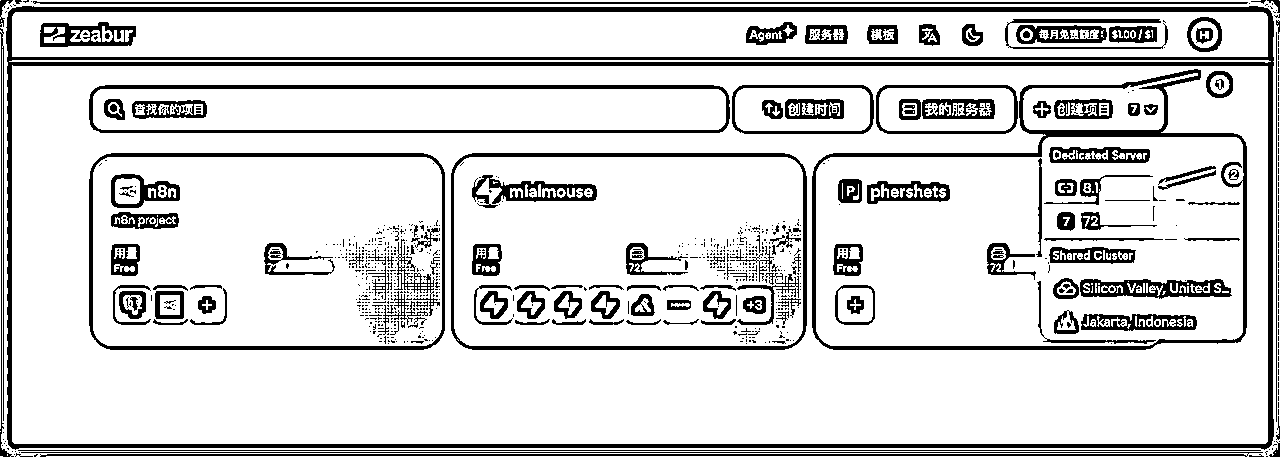 zeabur
Agent 服务器 模板 每月免费额度: $1.00 / $1
1
查找你的项目 创建时间 我的服务器 创建项目 7
Dedicated Server
2
8.1
72
Shared Cluster
Silicon Valley, United S...
Jakarta, Indonesia
n8n
n8n project
用量
Free
72
+
mialmouse
用量
Free
72
+3
P phershets
用量
Free
72
+